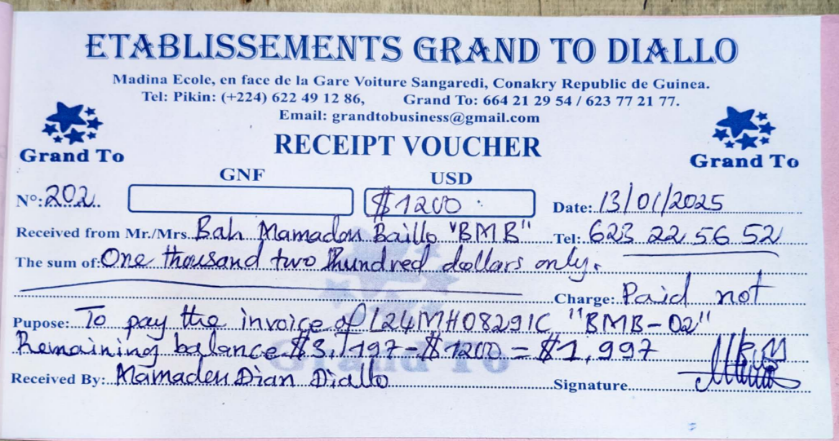 ETABLISSEMENTS GRAND TO DIALLO
Madina Ecole, en face de la Gare Voiture Sangaredi, Conakry Republic de Guinea.
Tel: Pikin: (+224) 622 49 12 86, Grand To: 664 21 29 54 / 623 77 21 77.
Email: grandtobusiness@gmail.com
Grand To RECEIPT VOUCHER Grand To
GNF USD
N°: 202 $1200 Date: 13/01/2025
Received from Mr./Mrs. Bah Mamadou Baillo "BMB" Tel: 623 22 56 52
The sum of: One thousand two hundred dollars only.
Charge: Paid not
Pupose: To pay the invoice of L24MH0829IC "BMB-02"
Remaining balance $3,197 - $1200 = $1,997
Received By: Mamadou Dian Diallo Signature